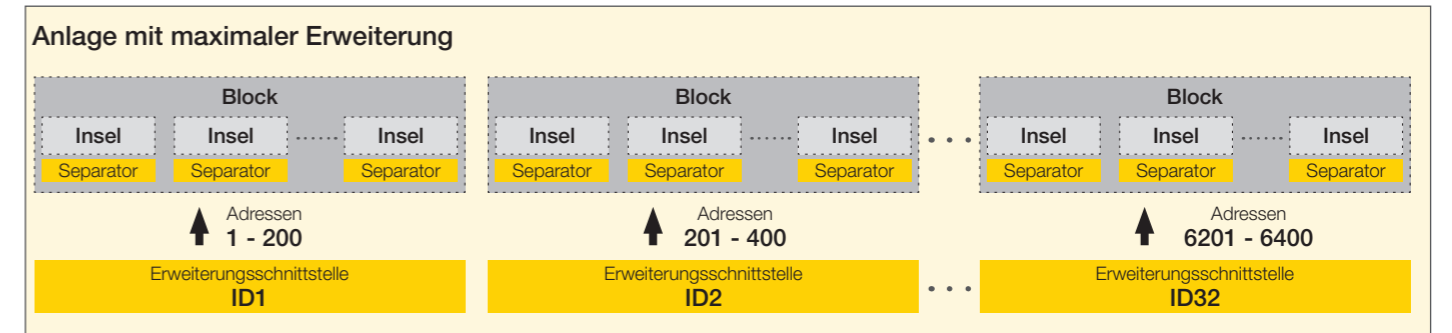 Anlage mit maximaler Erweiterung
Block
Insel Insel ...... Insel
Separator Separator Separator
Adressen
1 - 200
Erweiterungsschnittstelle
ID1
Block
Insel Insel ...... Insel
Separator Separator Separator
Adressen
201 - 400
Erweiterungsschnittstelle
ID2
. . .
. . .
Block
Insel Insel ...... Insel
Separator Separator Separator
Adressen
6201 - 6400
Erweiterungsschnittstelle
ID32